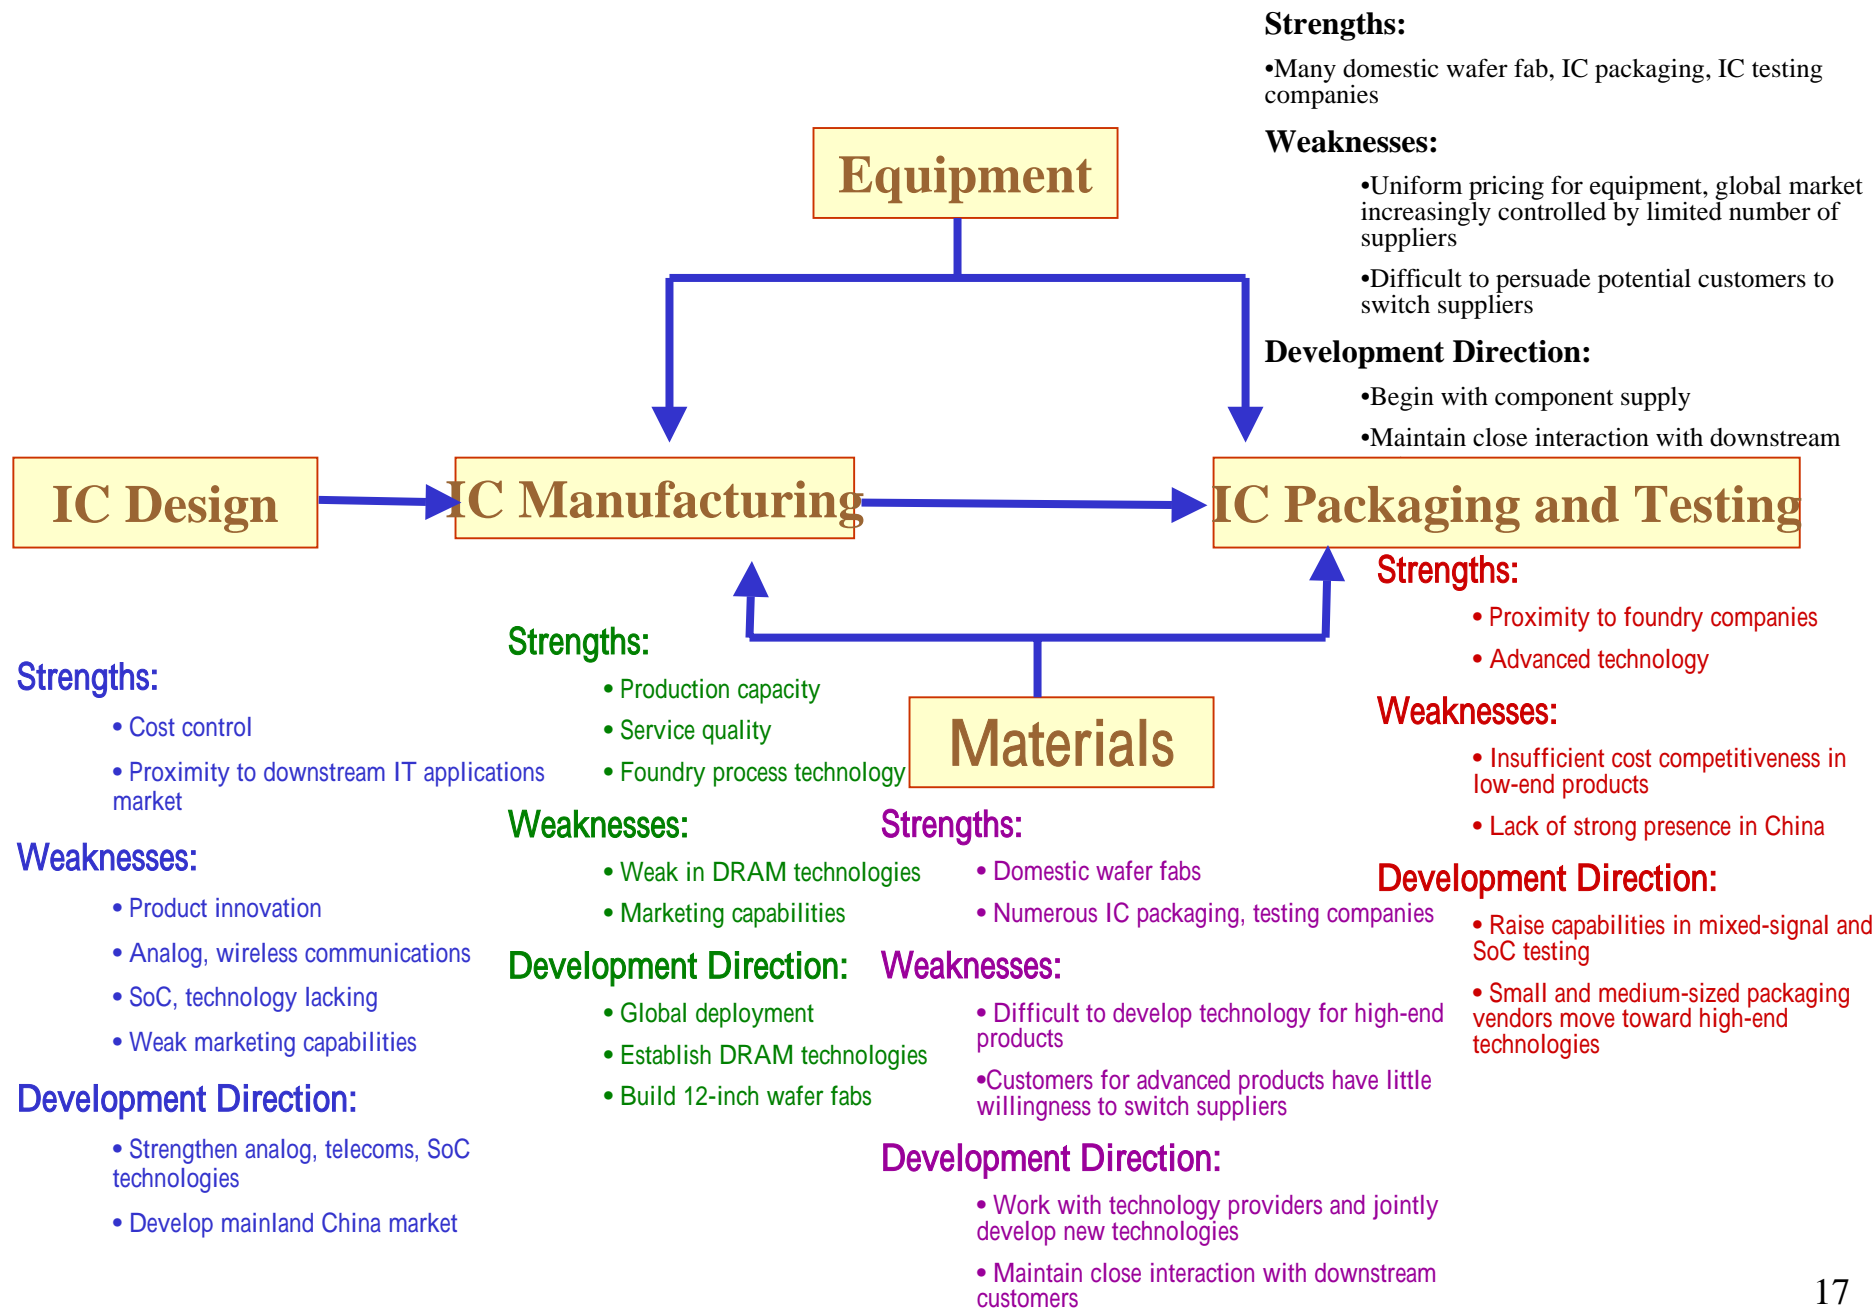 Strengths:
•Many domestic wafer fab, IC packaging, IC testing
companies
Weaknesses:
•Uniform pricing for equipment, global market
increasingly controlled by limited number of
suppliers
•Difficult to persuade potential customers to
switch suppliers
Development Direction:
•Begin with component supply
•Maintain close interaction with downstream
Equipment
IC Design
IC Manufacturing
IC Packaging and Testing
Materials
Strengths:
• Cost control
• Proximity to downstream IT applications
market
Weaknesses:
• Product innovation
• Analog, wireless communications
• SoC, technology lacking
• Weak marketing capabilities
Development Direction:
• Strengthen analog, telecoms, SoC
technologies
• Develop mainland China market
Strengths:
• Production capacity
• Service quality
• Foundry process technology
Weaknesses:
• Weak in DRAM technologies
• Marketing capabilities
Development Direction:
• Global deployment
• Establish DRAM technologies
• Build 12-inch wafer fabs
Strengths:
• Domestic wafer fabs
• Numerous IC packaging, testing companies
Weaknesses:
• Difficult to develop technology for high-end
products
•Customers for advanced products have little
willingness to switch suppliers
Development Direction:
• Work with technology providers and jointly
develop new technologies
• Maintain close interaction with downstream
customers
Strengths:
• Proximity to foundry companies
• Advanced technology
Weaknesses:
• Insufficient cost competitiveness in
low-end products
• Lack of strong presence in China
Development Direction:
• Raise capabilities in mixed-signal and
SoC testing
• Small and medium-sized packaging
vendors move toward high-end
technologies
17